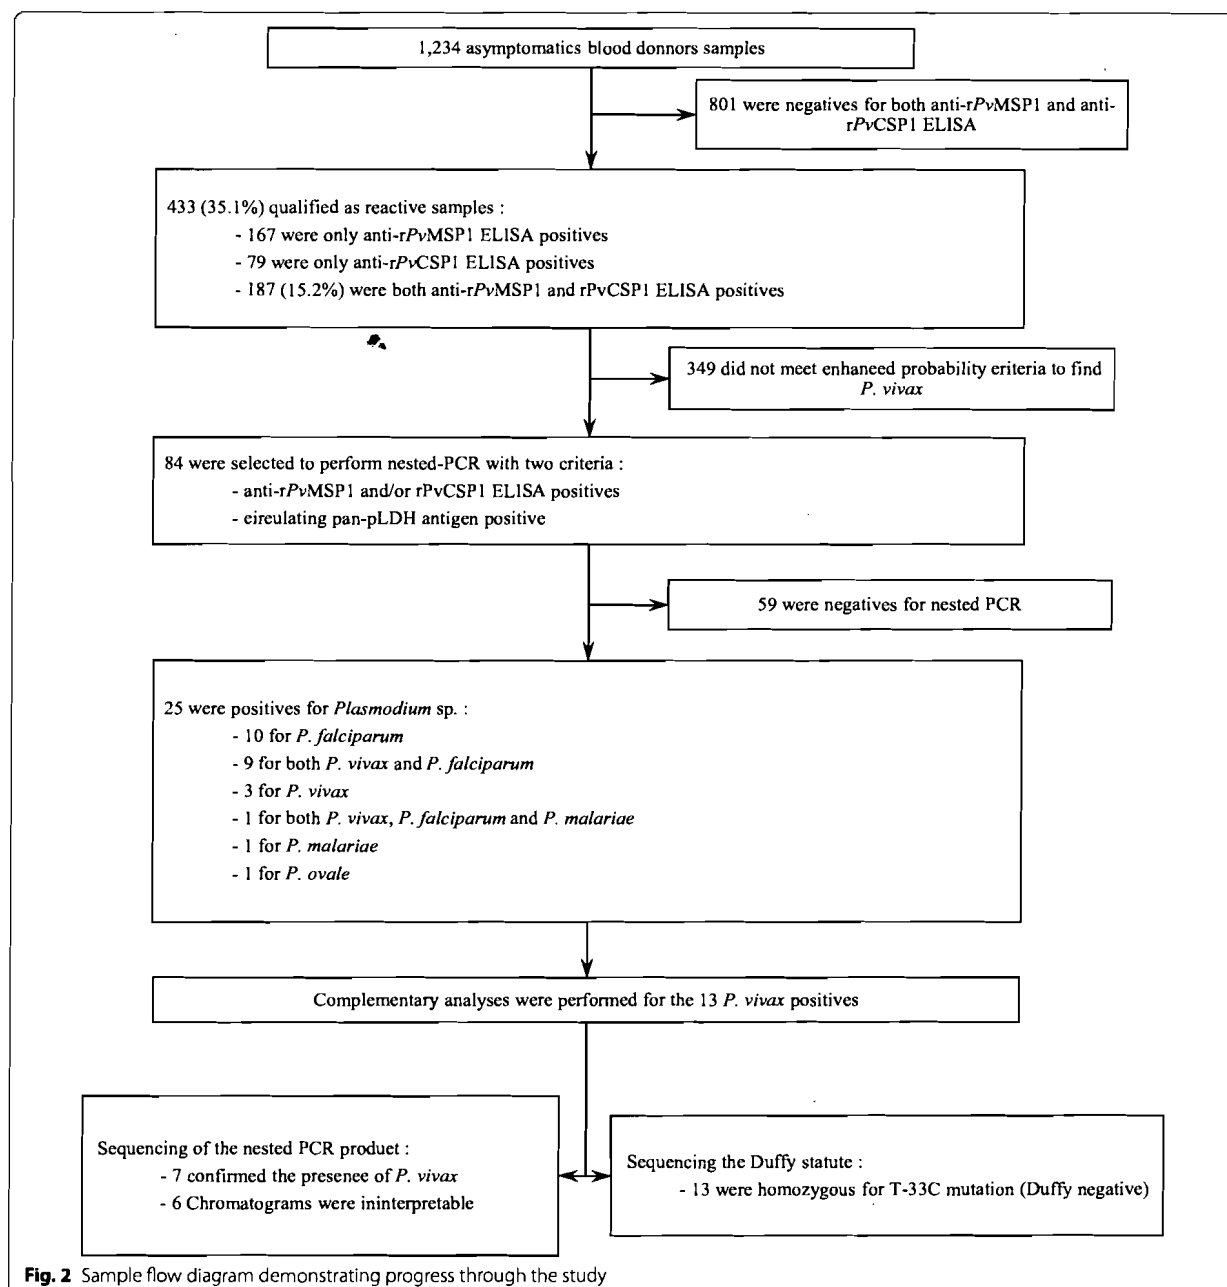 1,234 asymptomatics blood donnors samples
801 were negatives for both anti-rPvMSP1 and anti-
rPvCSP1 ELISA
433 (35.1%) qualified as reactive samples :
- 167 were only anti-rPvMSP1 ELISA positives
- 79 were only anti-rPvCSP1 ELISA positives
- 187 (15.2%) were both anti-rPvMSP1 and rPvCSP1 ELISA positives
349 did not meet enhaneed probability eriteria to find
P. vivax
84 were selected to perform nested-PCR with two criteria :
- anti-rPvMSP1 and/or rPvCSP1 ELISA positives
- eireulating pan-pLDH antigen positive
59 were negatives for nested PCR
25 were positives for Plasmodium sp. :
- 10 for P. falciparum
- 9 for both P. vivax and P. falciparum
- 3 for P. vivax
- 1 for both P. vivax, P. falciparum and P. malariae
- 1 for P. malariae
- 1 for P. ovale
Complementary analyses were performed for the 13 P. vivax positives
Sequencing of the nested PCR product :
- 7 confirmed the presence of P. vivax
- 6 Chromatograms were ininterpretable
Sequencing the Duffy statute :
- 13 were homozygous for T-33C mutation (Duffy negative)
Fig. 2 Sample flow diagram demonstrating progress through the study